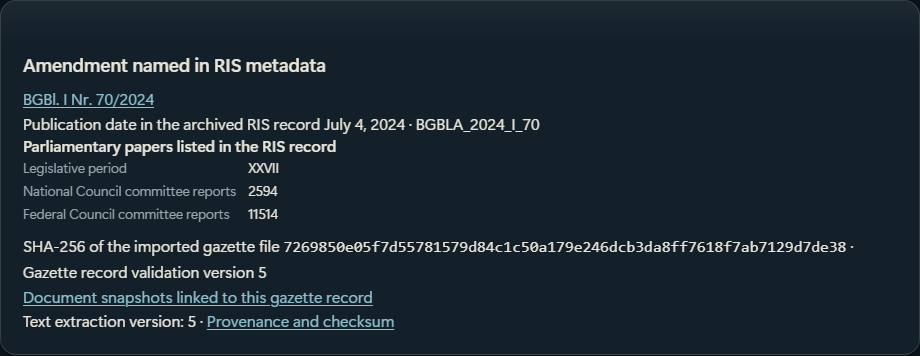 Amendment named in RIS metadata
BGBl. I Nr. 70/2024
Publication date in the archived RIS record July 4, 2024 · BGBLA_2024_I_70
Parliamentary papers listed in the RIS record
Legislative period XXVII
National Council committee reports 2594
Federal Council committee reports 11514
SHA-256 of the imported gazette file 7269850e05f7d55781579d84c1c50a179e246dcb3da8ff7618f7ab7129d7de38 ·
Gazette record validation version 5
Document snapshots linked to this gazette record
Text extraction version: 5 · Provenance and checksum